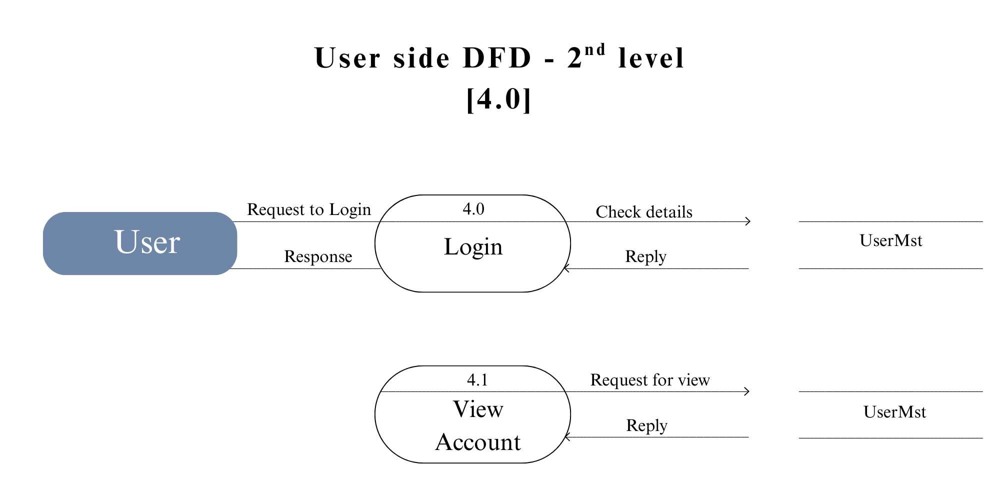 User side DFD - 2nd level
[4.0]
Request to Login
4.0
Check details
User
Login
UserMst
Response
Reply
4.1
Request for view
View
Account
UserMst
Reply